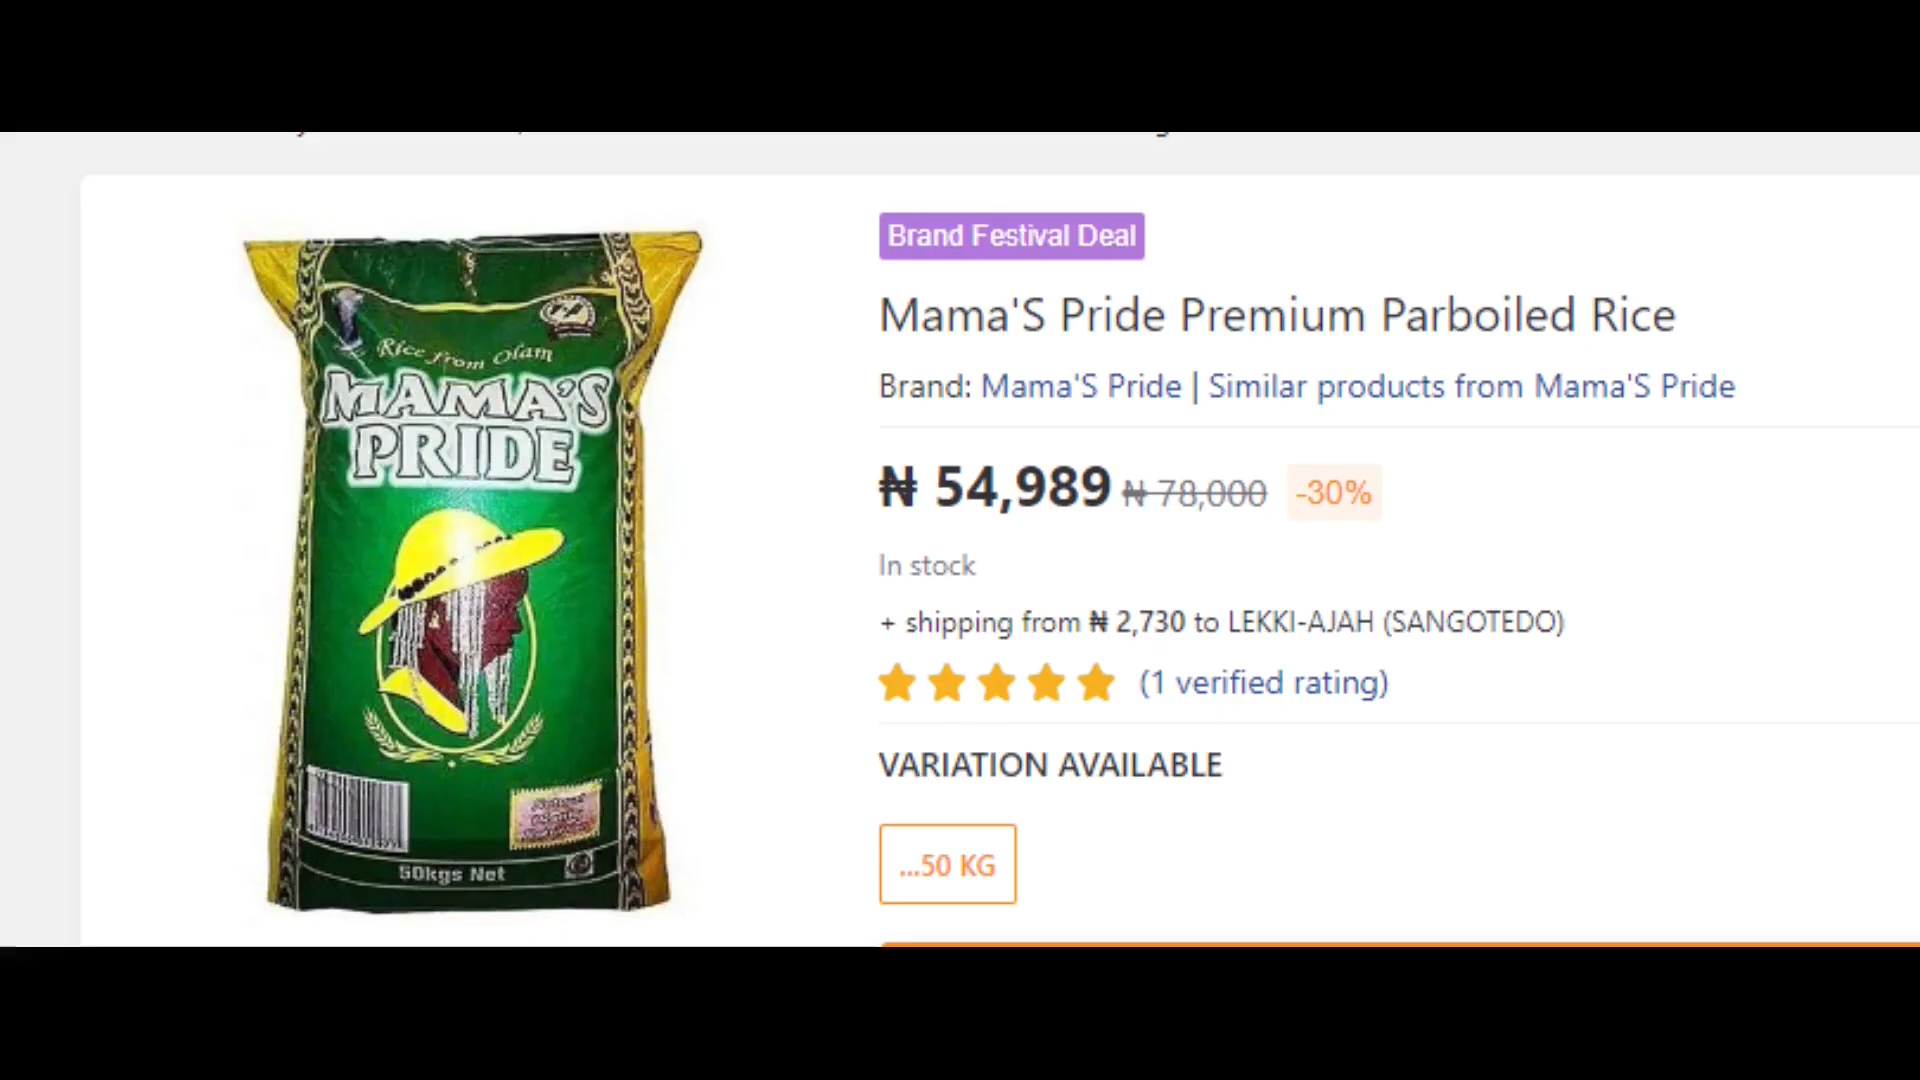 Brand Festival Deal
Mama'S Pride Premium Parboiled Rice
Brand: Mama'S Pride | Similar products from Mama'S Pride
₦ 54,989 ₦ 78,000 -30%
In stock
+ shipping from ₦ 2,730 to LEKKI-AJAH (SANGOTEDO)
(1 verified rating)
VARIATION AVAILABLE
...50 KG
Rice from Olam
MAMA'S
PRIDE
50kgs Net